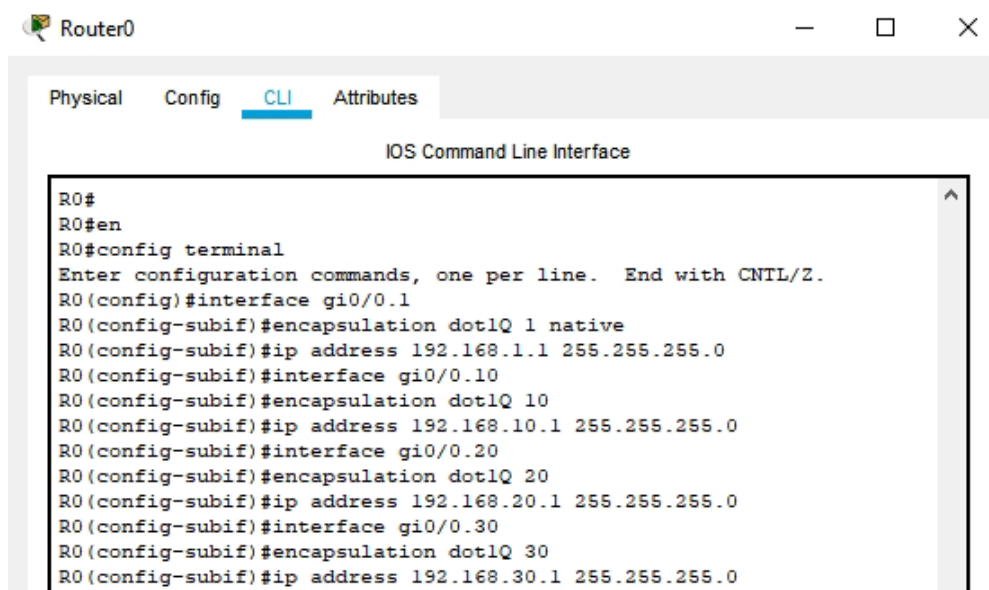 Router0
Physical Config CLI Attributes
IOS Command Line Interface
R0#
R0#en
R0#config terminal
Enter configuration commands, one per line.  End with CNTL/Z.
R0(config)#interface gi0/0.1
R0(config-subif)#encapsulation dot1Q 1 native
R0(config-subif)#ip address 192.168.1.1 255.255.255.0
R0(config-subif)#interface gi0/0.10
R0(config-subif)#encapsulation dot1Q 10
R0(config-subif)#ip address 192.168.10.1 255.255.255.0
R0(config-subif)#interface gi0/0.20
R0(config-subif)#encapsulation dot1Q 20
R0(config-subif)#ip address 192.168.20.1 255.255.255.0
R0(config-subif)#interface gi0/0.30
R0(config-subif)#encapsulation dot1Q 30
R0(config-subif)#ip address 192.168.30.1 255.255.255.0